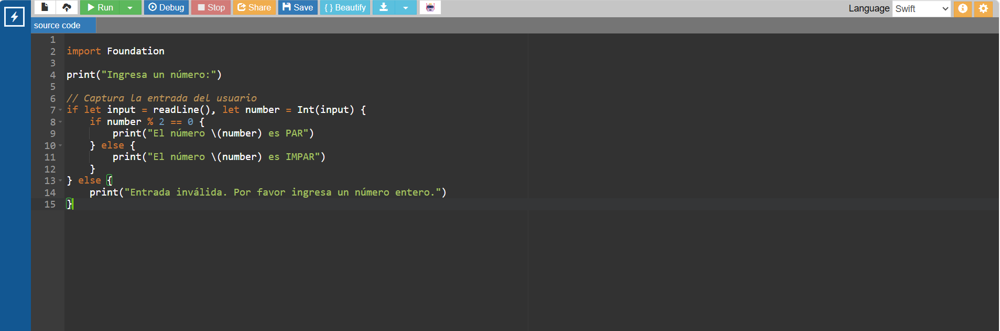 Run Debug Stop Share Save { } Beautify Language Swift
source code
1
2 import Foundation
3
4 print("Ingresa un número:")
5
6 // Captura la entrada del usuario
7 if let input = readLine(), let number = Int(input) {
8 if number % 2 == 0 {
9 print("El número \(number) es PAR")
10 } else {
11 print("El número \(number) es IMPAR")
12 }
13 } else {
14 print("Entrada inválida. Por favor ingresa un número entero.")
15 }